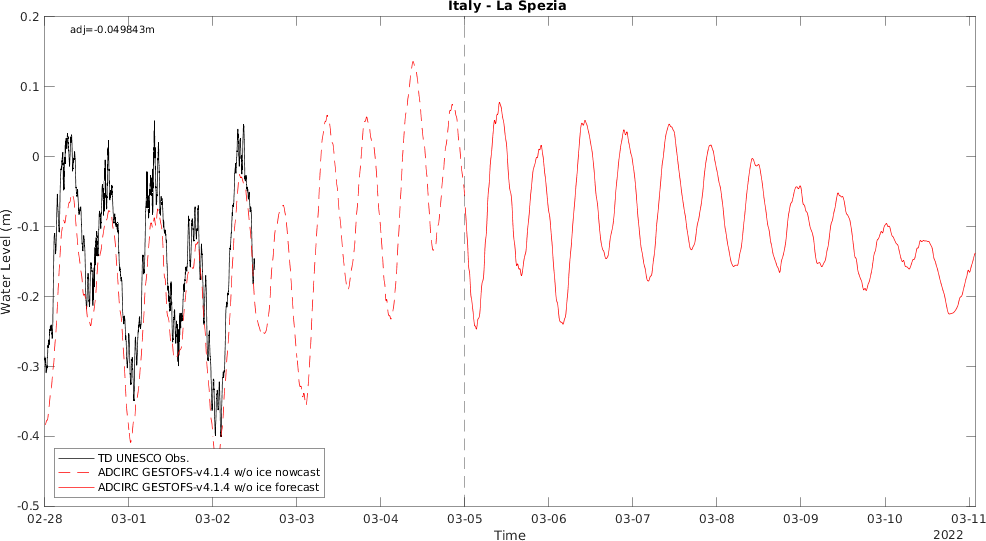 Italy - La Spezia
adj=-0.049843m
0.2
0.1
0
-0.1
-0.2
-0.3
-0.4
-0.5
Water Level (m)
TD UNESCO Obs.
ADCIRC GESTOFS-v4.1.4 w/o ice nowcast
ADCIRC GESTOFS-v4.1.4 w/o ice forecast
02-28 03-01 03-02 03-03 03-04 03-05 03-06 03-07 03-08 03-09 03-10 03-11
Time
2022